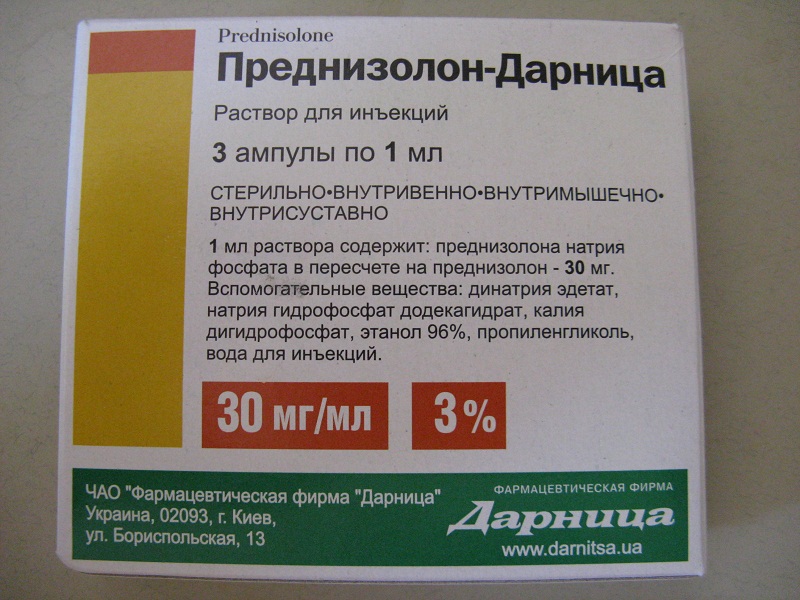 Prednisolone
Преднизолон-Дарница
Раствор для инъекций
3 ампулы по 1 мл
СТЕРИЛЬНО•ВНУТРИВЕННО•ВНУТРИМЫШЕЧНО•
ВНУТРИСУСТАВНО
1 мл раствора содержит: преднизолона натрия
фосфата в пересчете на преднизолон - 30 мг.
Вспомогательные вещества: динатрия эдетат,
натрия гидрофосфат додекагидрат, калия
дигидрофосфат, этанол 96%, пропиленгликоль,
вода для инъекций.
30 мг/мл
3%
ЧАО "Фармацевтическая фирма "Дарница"
Украина, 02093, г. Киев,
ул. Бориспольская, 13
ФАРМАЦЕВТИЧЕСКАЯ ФИРМА
Дарница
www.darnitsa.ua